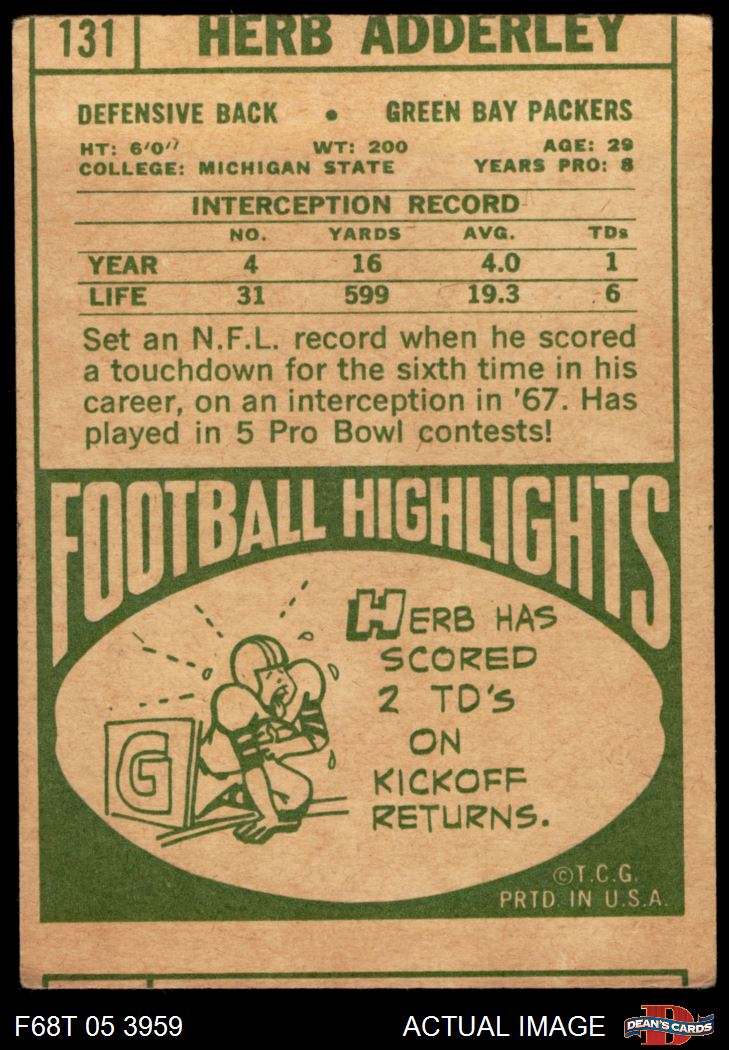 131 HERB ADDERLEY
DEFENSIVE BACK • GREEN BAY PACKERS
HT: 6'0" WT: 200 AGE: 29
COLLEGE: MICHIGAN STATE YEARS PRO: 8
INTERCEPTION RECORD
NO. YARDS AVG. TDs
YEAR 4 16 4.0 1
LIFE 31 599 19.3 6
Set an N.F.L. record when he scored
a touchdown for the sixth time in his
career, on an interception in '67. Has
played in 5 Pro Bowl contests!
FOOTBALL HIGHLIGHTS
HERB HAS
SCORED
2 TD'S
ON
KICKOFF
RETURNS.
G
©T.C.G.
PRTD IN U.S.A.
F68T 05 3959 ACTUAL IMAGE DEAN'S CARDS